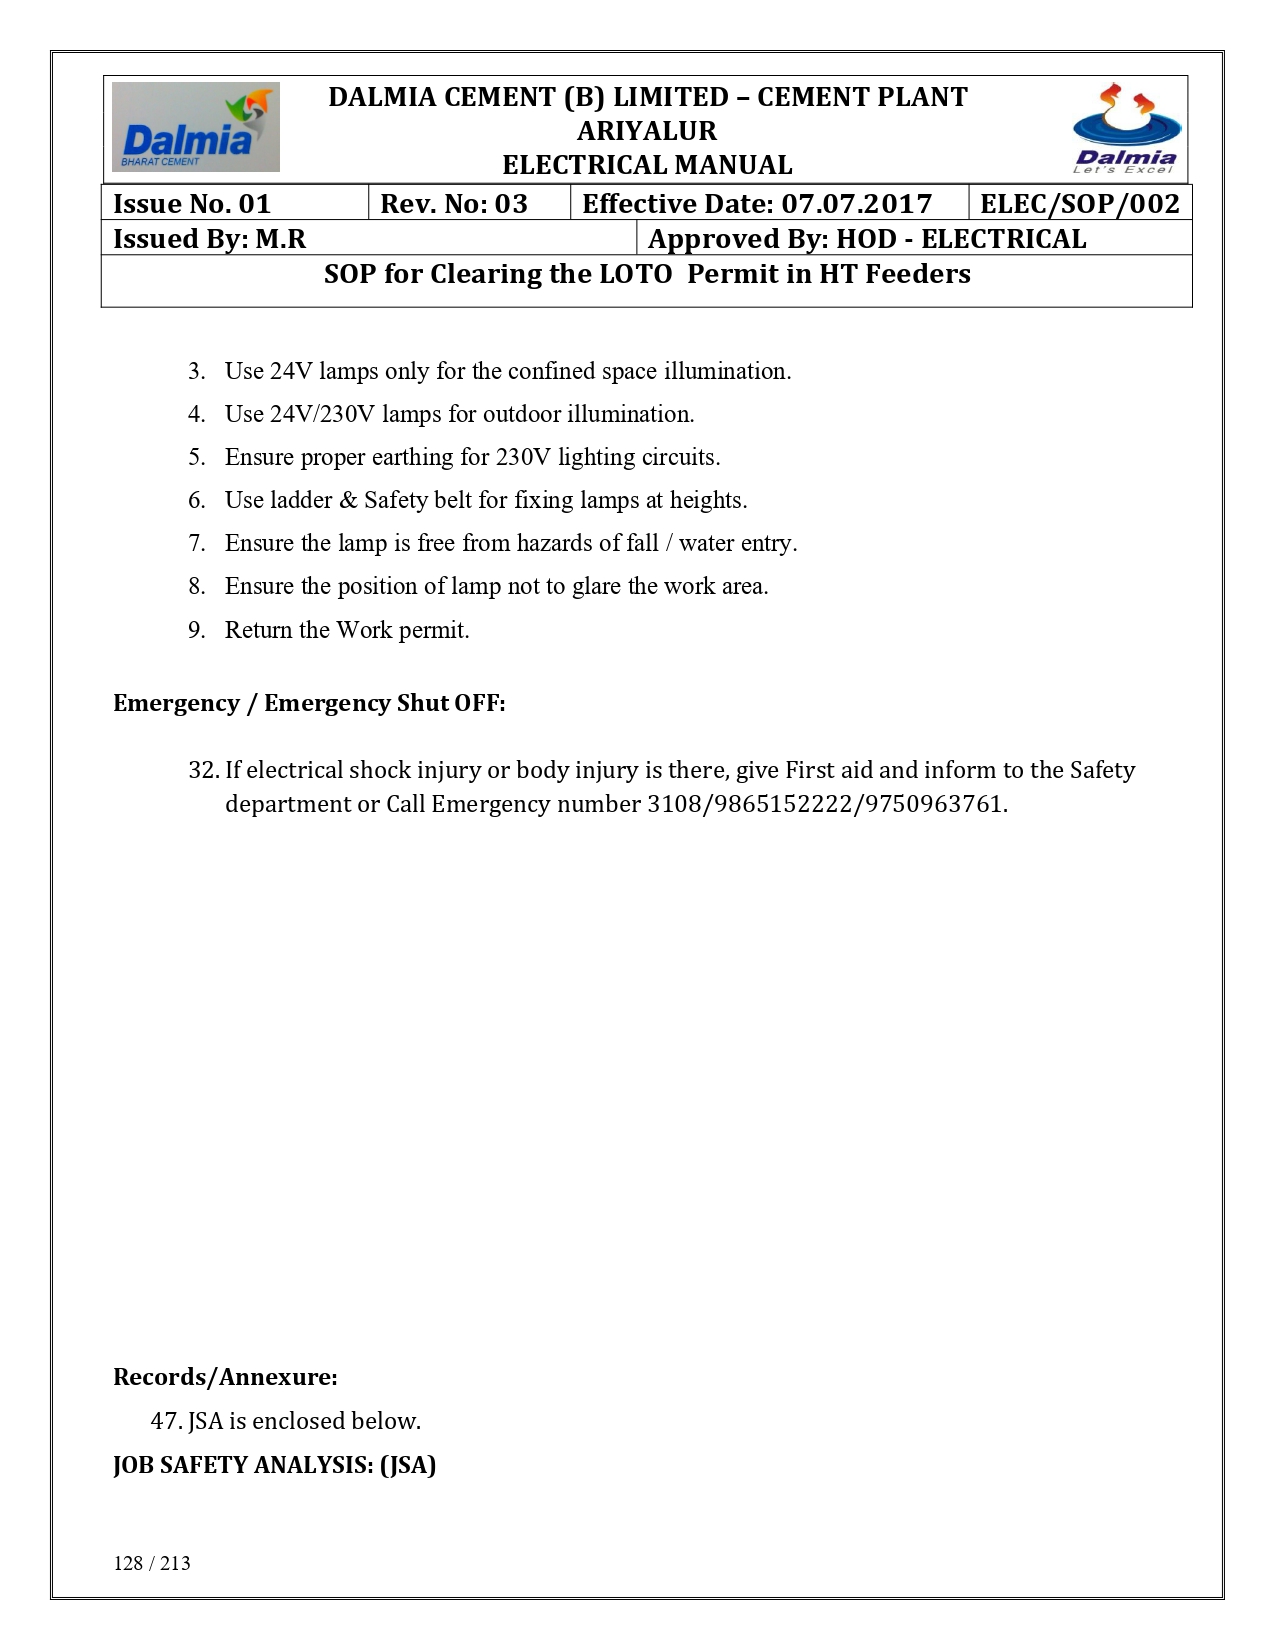 Dalmia
BHARAT CEMENT
DALMIA CEMENT (B) LIMITED – CEMENT PLANT
ARIYALUR
ELECTRICAL MANUAL
Dalmia
Let's Excel
Issue No. 01 Rev. No: 03 Effective Date: 07.07.2017 ELEC/SOP/002
Issued By: M.R Approved By: HOD - ELECTRICAL
SOP for Clearing the LOTO  Permit in HT Feeders
3. Use 24V lamps only for the confined space illumination.
4. Use 24V/230V lamps for outdoor illumination.
5. Ensure proper earthing for 230V lighting circuits.
6. Use ladder & Safety belt for fixing lamps at heights.
7. Ensure the lamp is free from hazards of fall / water entry.
8. Ensure the position of lamp not to glare the work area.
9. Return the Work permit.
Emergency / Emergency Shut OFF:
32. If electrical shock injury or body injury is there, give First aid and inform to the Safety
department or Call Emergency number 3108/9865152222/9750963761.
Records/Annexure:
47. JSA is enclosed below.
JOB SAFETY ANALYSIS: (JSA)
128 / 213